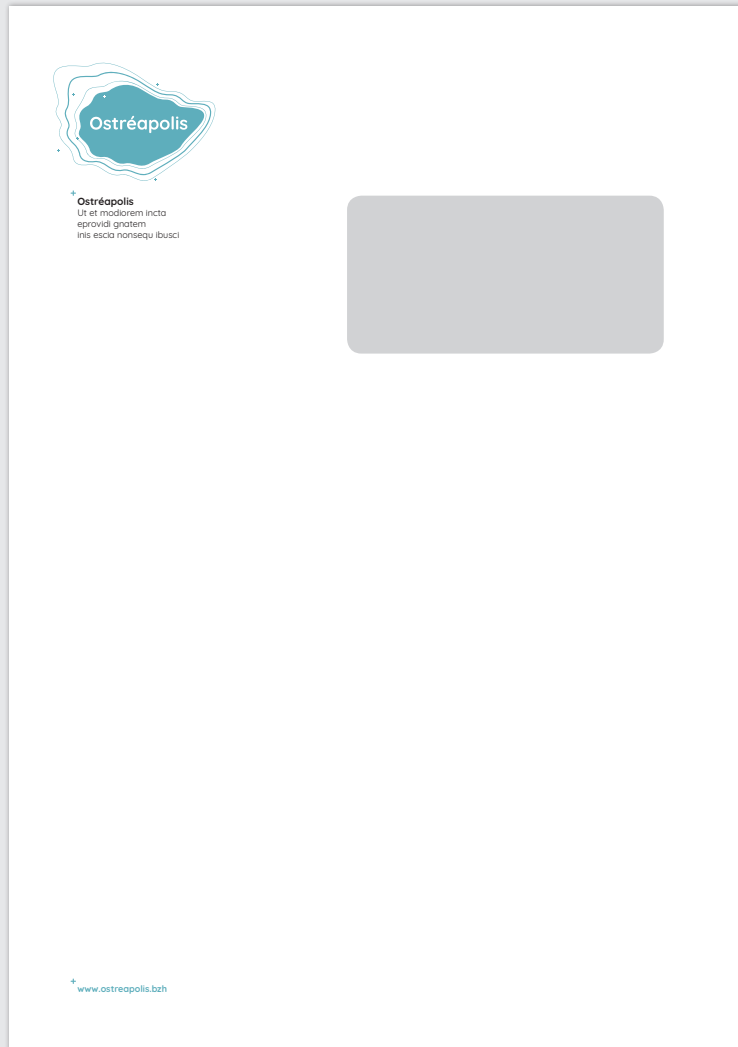 Ostréapolis
Ostréapolis
Ut et modiorem incta
eprovidi gnatem
inis escia nonsequ ibusci
www.ostreapolis.bzh